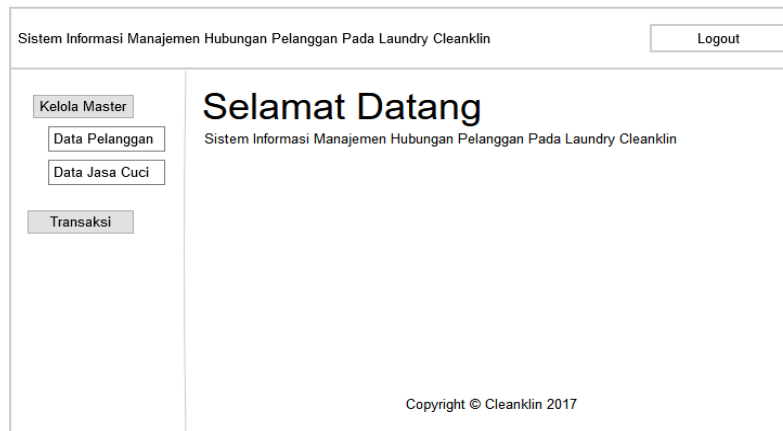 Sistem Informasi Manajemen Hubungan Pelanggan Pada Laundry Cleanklin
Logout
Kelola Master
Data Pelanggan
Data Jasa Cuci
Transaksi
Selamat Datang
Sistem Informasi Manajemen Hubungan Pelanggan Pada Laundry Cleanklin
Copyright © Cleanklin 2017